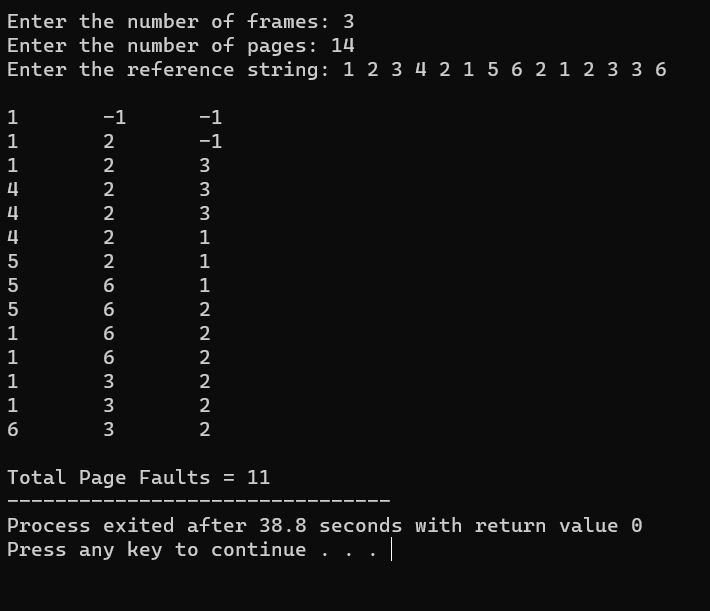 Enter the number of frames: 3
Enter the number of pages: 14
Enter the reference string: 1 2 3 4 2 1 5 6 2 1 2 3 3 6
1 -1 -1
1 2 -1
1 2 3
4 2 3
4 2 3
4 2 1
5 2 1
5 6 1
5 6 2
1 6 2
1 6 2
1 3 2
1 3 2
6 3 2
Total Page Faults = 11
--------------------------------
Process exited after 38.8 seconds with return value 0
Press any key to continue . . .